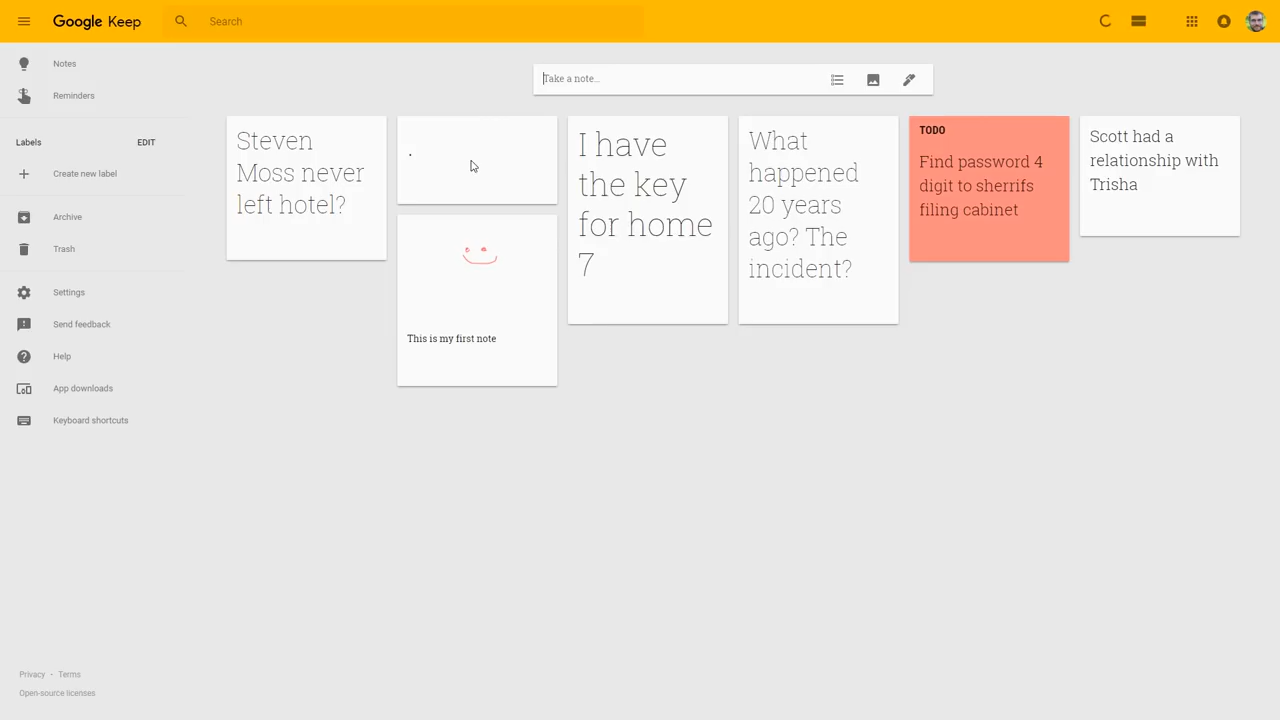 Google Keep
Search
Notes
Reminders
Labels
EDIT
Create new label
Archive
Trash
Settings
Send feedback
Help
App downloads
Keyboard shortcuts
Privacy • Terms
Open-source licenses
Take a note...
Steven
Moss never
left hotel?
.
This is my first note
I have
the key
for home
7
What
happened
20 years
ago? The
incident?
TODO
Find password 4
digit to sherrifs
filing cabinet
Scott had a
relationship with
Trisha